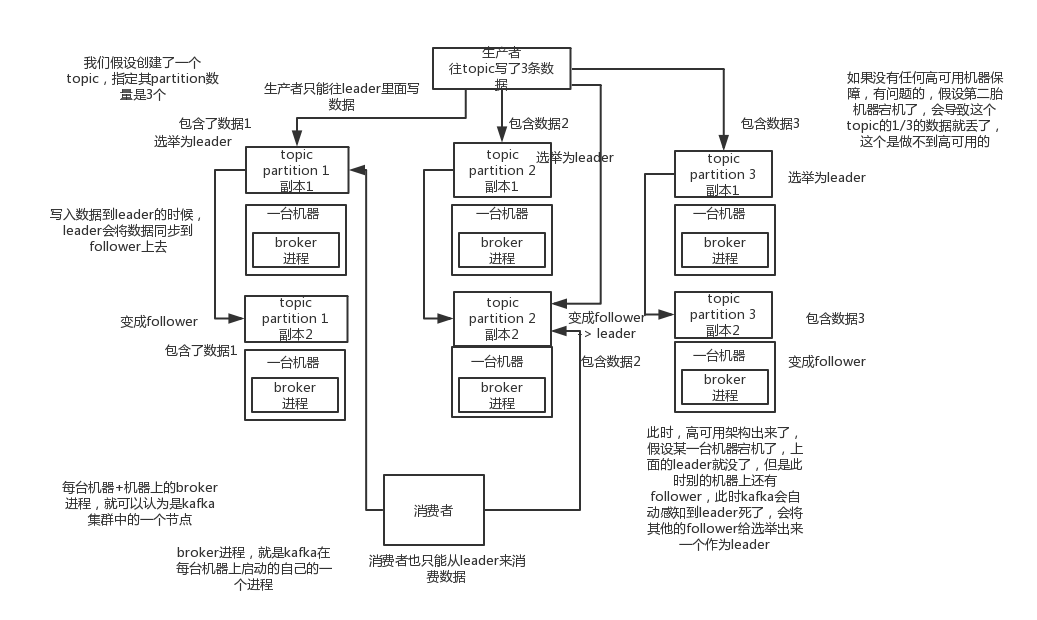 生产者
往topic写了3条数
据
我们假设创建了一个
topic，指定其partition数
量是3个
生产者只能往leader里面写
数据
如果没有任何高可用机器保
障，有问题的，假设第二胎
机器宕机了，会导致这个
topic的1/3的数据就丢了，
这个是做不到高可用的
包含了数据1
选举为leader
包含数据2
选举为leader
包含数据3
topic
partition 1
副本1
topic
partition 2
副本1
topic
partition 3
副本1
选举为leader
写入数据到leader的时候，
leader会将数据同步到
follower上去
一台机器
broker
进程
一台机器
broker
进程
一台机器
broker
进程
变成follower
topic
partition 1
副本2
topic
partition 2
副本2
变成follower
-> leader
topic
partition 3
副本2
包含数据3
包含了数据1
一台机器
broker
进程
一台机器
broker
进程
包含数据2
一台机器
broker
进程
变成follower
此时，高可用架构出来了，
假设某一台机器宕机了，上
面的leader就没了，但是此
时别的机器上还有
follower，此时kafka会自
动感知到leader死了，会将
其他的follower给选举出来
一个作为leader
每台机器+机器上的broker
进程，就可以认为是kafka
集群中的一个节点
消费者
broker进程，就是kafka在
每台机器上启动的自己的一
个进程
消费者也只能从leader来消
费数据